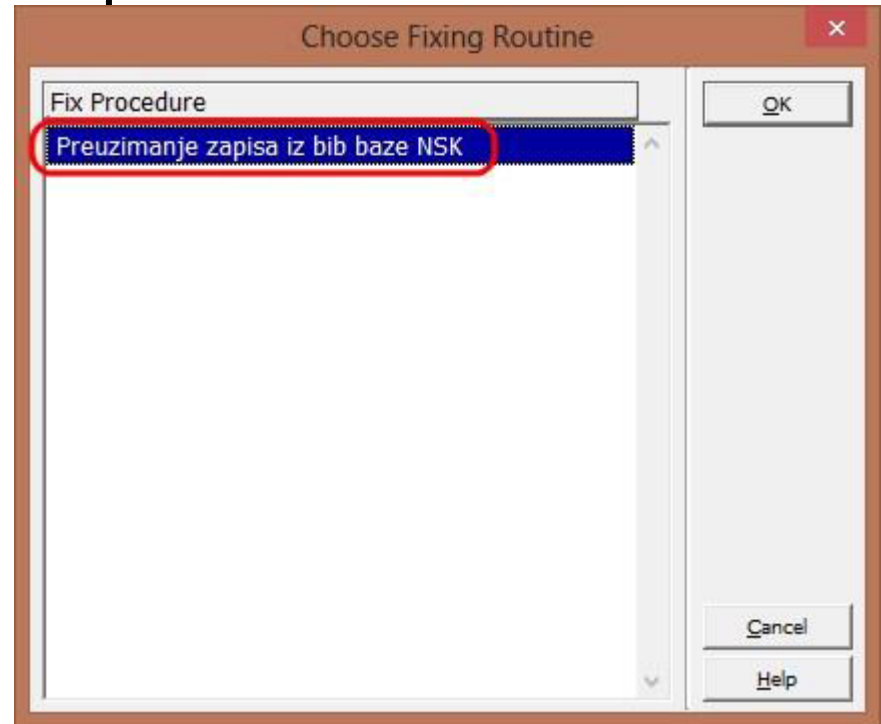 Choose Fixing Routine
Fix Procedure
OK
Preuzimanje zapisa iz bib baze NSK
Cancel
Help